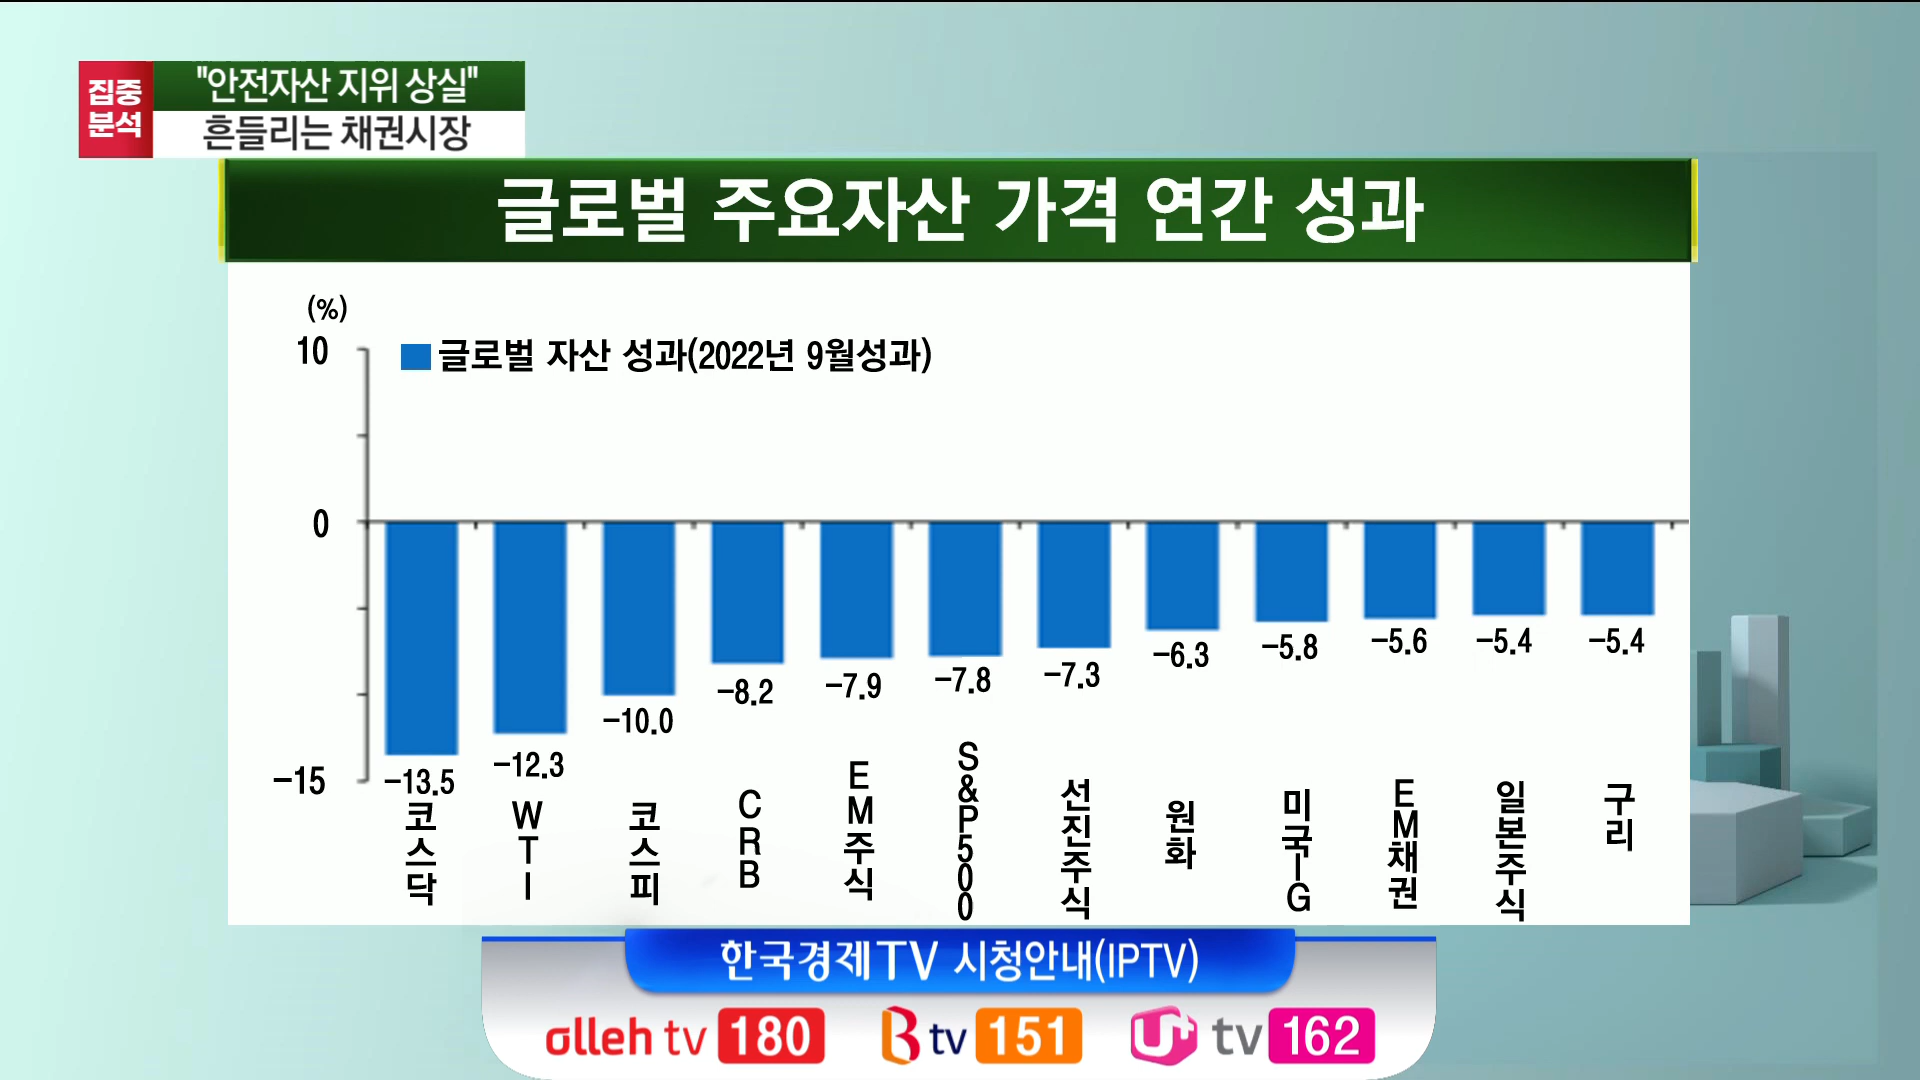 집중
분석
"안전자산 지위 상실"
흔들리는 채권시장
글로벌 주요자산 가격 연간 성과
(%)
10
글로벌 자산 성과(2022년 9월성과)
0
-15
-13.5
-12.3
-10.0
-8.2
-7.9
-7.8
-7.3
-6.3
-5.8
-5.6
-5.4
-5.4
코스닥
WTI
코스피
CRB
EM주식
S&P500
선진주식
원화
미국IG
EM채권
일본주식
구리
한국경제TV 시청안내(IPTV)
olleh tv 180
B tv 151
U+ tv 162